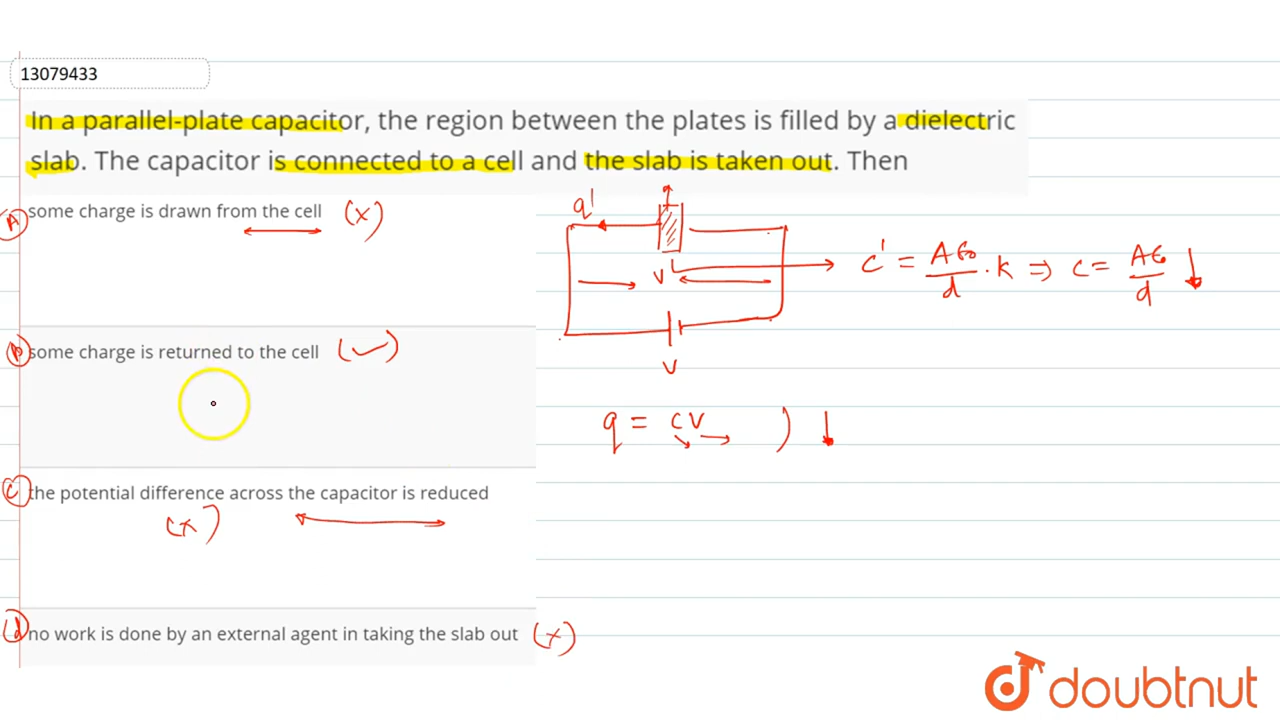 13079433
In a parallel-plate capacitor, the region between the plates is filled by a dielectric
slab. The capacitor is connected to a cell and the slab is taken out. Then
(A) some charge is drawn from the cell (x)
(b) some charge is returned to the cell (✓)
(c) the potential difference across the capacitor is reduced
(x)
(d) no work is done by an external agent in taking the slab out (x)
q'
V
V
C' = Aε₀/d · K ⇒ C = Aε₀/d ↓
q = CV ) ↓
doubtnut